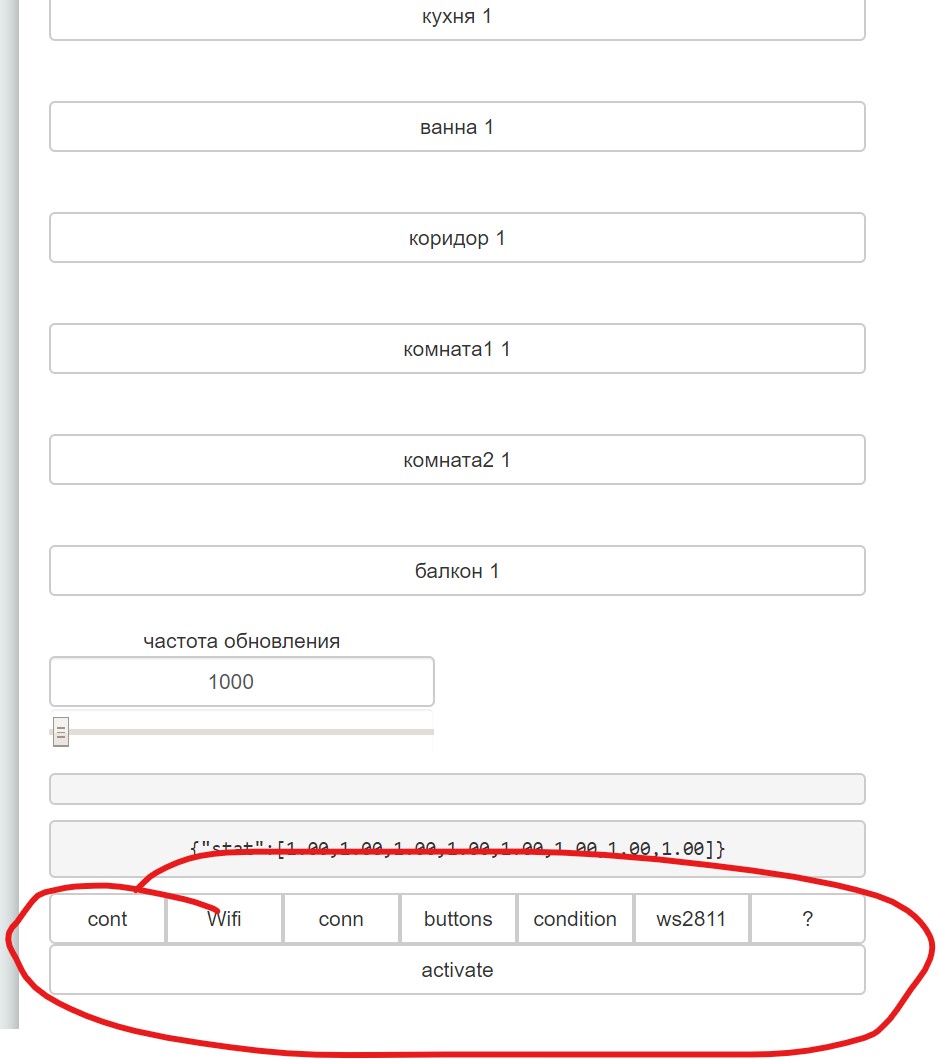 кухня 1
ванна 1
коридор 1
комната1 1
комната2 1
балкон 1
частота обновления
1000
{"stat":[1.00,1.00,1.00,1.00,1.00,1.00,1.00,1.00]}
cont Wifi conn buttons condition ws2811 ?
activate